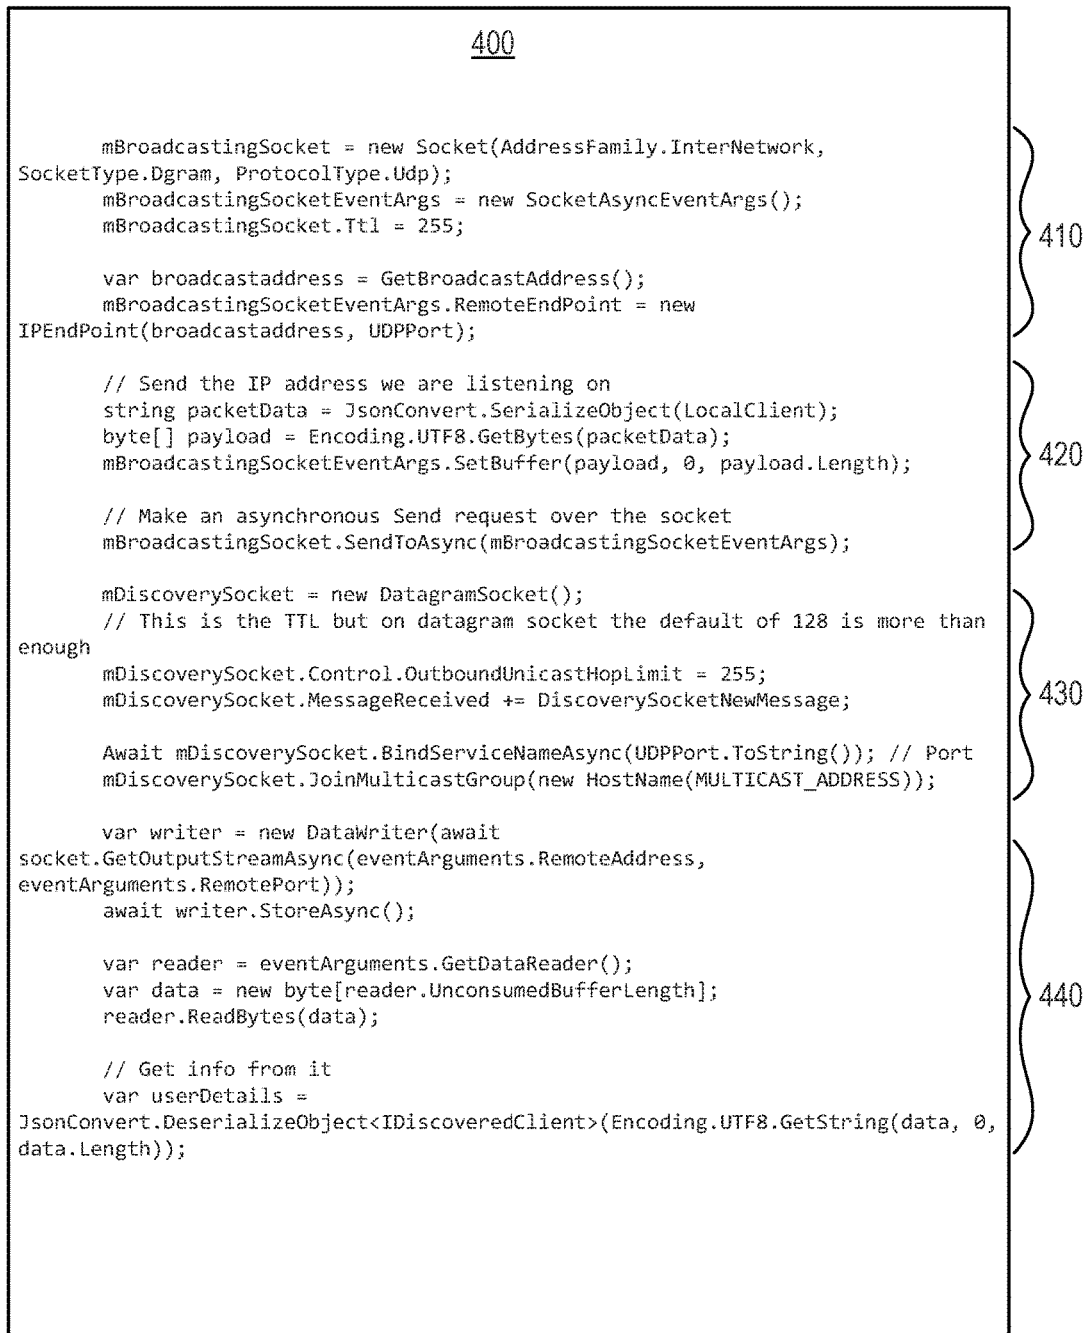 400
mBroadcastingSocket = new Socket(AddressFamily.InterNetwork,
SocketType.Dgram, ProtocolType.Udp);
mBroadcastingSocketEventArgs = new SocketAsyncEventArgs();
mBroadcastingSocket.Ttl = 255;
410
var broadcastaddress = GetBroadcastAddress();
mBroadcastingSocketEventArgs.RemoteEndPoint = new
IPEndPoint(broadcastaddress, UDPPort);
// Send the IP address we are listening on
string packetData = JsonConvert.SerializeObject(LocalClient);
byte[] payload = Encoding.UTF8.GetBytes(packetData);
420
mBroadcastingSocketEventArgs.SetBuffer(payload, 0, payload.Length);
// Make an asynchronous Send request over the socket
mBroadcastingSocket.SendToAsync(mBroadcastingSocketEventArgs);
mDiscoverySocket = new DatagramSocket();
// This is the TTL but on datagram socket the default of 128 is more than
enough
mDiscoverySocket.Control.OutboundUnicastHopLimit = 255;
mDiscoverySocket.MessageReceived += DiscoverySocketNewMessage;
430
Await mDiscoverySocket.BindServiceNameAsync(UDPPort.ToString()); // Port
mDiscoverySocket.JoinMulticastGroup(new HostName(MULTICAST_ADDRESS));
var writer = new DataWriter(await
socket.GetOutputStreamAsync(eventArguments.RemoteAddress,
eventArguments.RemotePort));
await writer.StoreAsync();
var reader = eventArguments.GetDataReader();
var data = new byte[reader.UnconsumedBufferLength];
440
reader.ReadBytes(data);
// Get info from it
var userDetails =
JsonConvert.DeserializeObject<IDiscoveredClient>(Encoding.UTF8.GetString(data, 0,
data.Length));